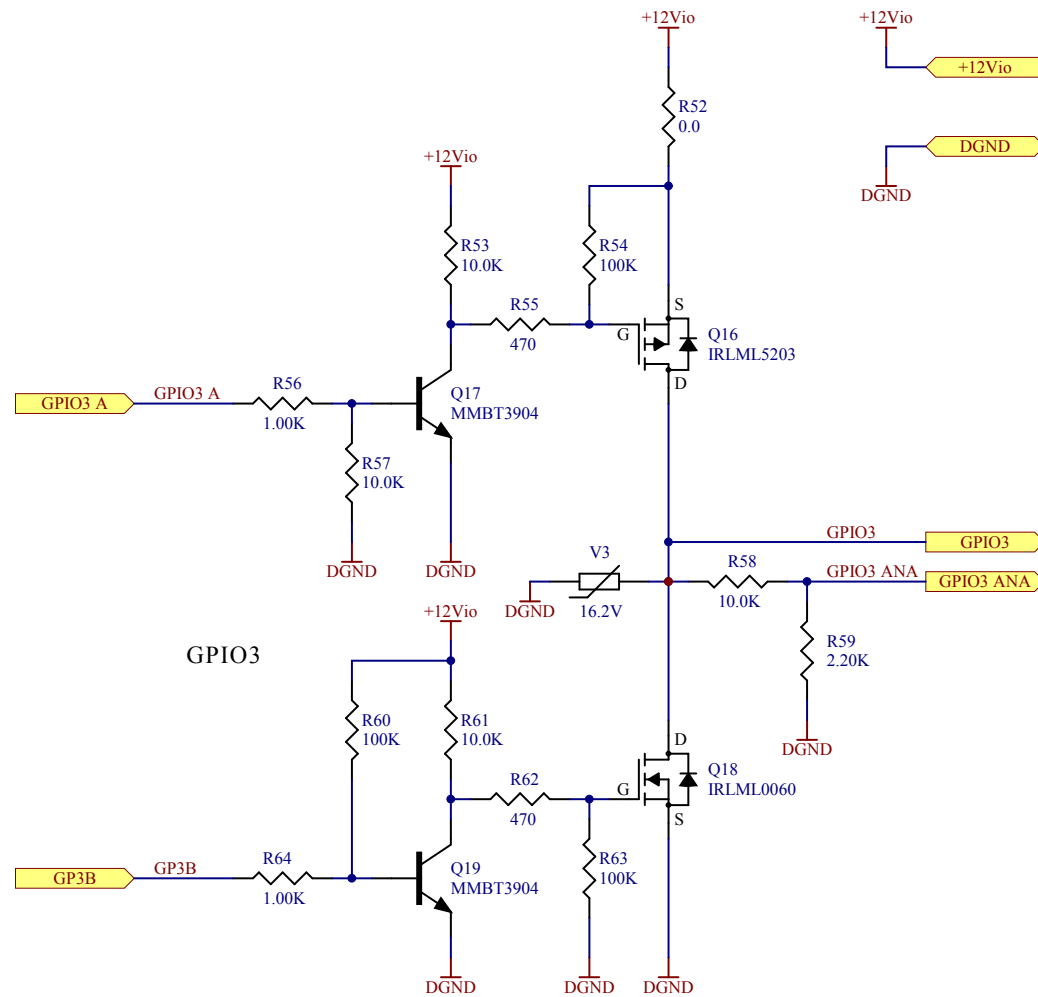 +12Vio
+12Vio
+12Vio
R52
0.0
DGND
+12Vio
DGND
R53
10.0K
R54
100K
R55
470
S
G
Q16
IRLML5203
D
GPIO3 A
GPIO3 A
R56
1.00K
Q17
MMBT3904
R57
10.0K
DGND
DGND
GPIO3
GPIO3
V3
16.2V
DGND
R58
10.0K
GPIO3 ANA
GPIO3 ANA
+12Vio
GPIO3
R59
2.20K
DGND
R60
100K
R61
10.0K
R62
470
D
G
Q18
IRLML0060
S
GP3B
GP3B
R64
1.00K
Q19
MMBT3904
R63
100K
DGND
DGND
DGND